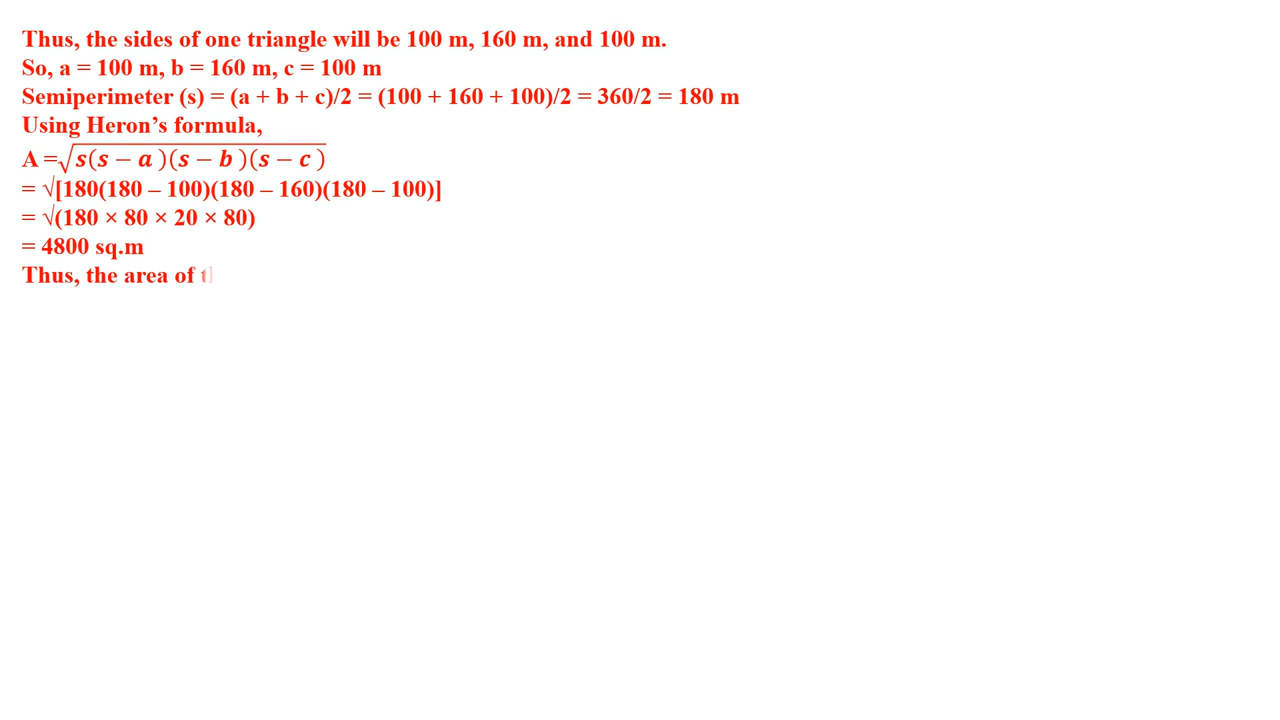 Thus, the sides of one triangle will be 100 m, 160 m, and 100 m.
So, a = 100 m, b = 160 m, c = 100 m
Semiperimeter (s) = (a + b + c)/2 = (100 + 160 + 100)/2 = 360/2 = 180 m
Using Heron’s formula,
A =√s(s − a )(s − b )(s − c )
= √[180(180 – 100)(180 – 160)(180 – 100)]
= √(180 × 80 × 20 × 80)
= 4800 sq.m
Thus, the area of